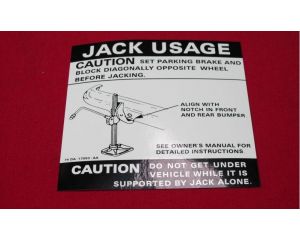 JACK USAGE
CAUTION SET PARKING BRAKE AND
BLOCK DIAGONALLY OPPOSITE WHEEL
BEFORE JACKING.
ALIGN WITH
NOTCH IN FRONT
AND REAR BUMPER
SEE OWNER'S MANUAL FOR
DETAILED INSTRUCTIONS
CAUTION DO NOT GET UNDER
VEHICLE WHILE IT IS
SUPPORTED BY JACK ALONE.